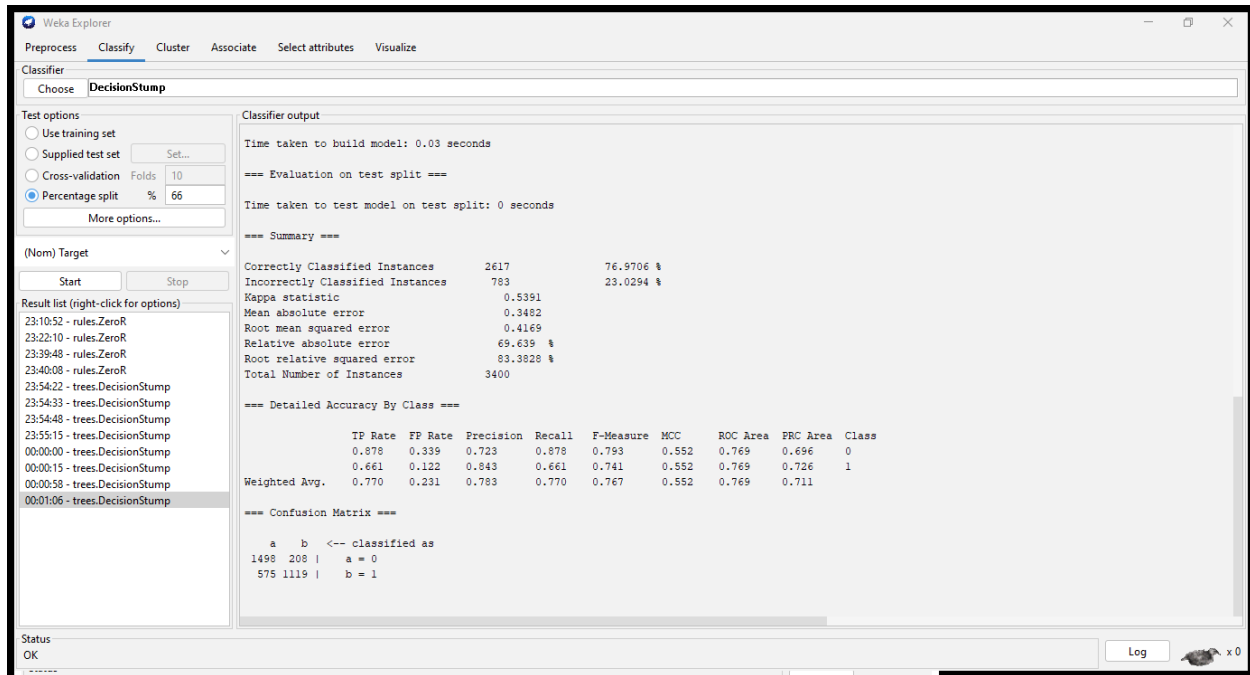 Weka Explorer
Preprocess Classify Cluster Associate Select attributes Visualize
Classifier
Choose DecisionStump
Test options
Use training set
Supplied test set Set...
Cross-validation Folds 10
Percentage split % 66
More options...
(Nom) Target
Start Stop
Result list (right-click for options)
23:10:52 - rules.ZeroR
23:22:10 - rules.ZeroR
23:39:48 - rules.ZeroR
23:40:08 - rules.ZeroR
23:54:22 - trees.DecisionStump
23:54:33 - trees.DecisionStump
23:54:48 - trees.DecisionStump
23:55:15 - trees.DecisionStump
00:00:00 - trees.DecisionStump
00:00:15 - trees.DecisionStump
00:00:58 - trees.DecisionStump
00:01:06 - trees.DecisionStump
Classifier output
Time taken to build model: 0.03 seconds
=== Evaluation on test split ===
Time taken to test model on test split: 0 seconds
=== Summary ===
Correctly Classified Instances 2617 76.9706 %
Incorrectly Classified Instances 783 23.0294 %
Kappa statistic 0.5391
Mean absolute error 0.3482
Root mean squared error 0.4169
Relative absolute error 69.639 %
Root relative squared error 83.3828 %
Total Number of Instances 3400
=== Detailed Accuracy By Class ===
TP Rate FP Rate Precision Recall F-Measure MCC ROC Area PRC Area Class
0.878 0.339 0.723 0.878 0.793 0.552 0.769 0.696 0
0.661 0.122 0.843 0.661 0.741 0.552 0.769 0.726 1
Weighted Avg. 0.770 0.231 0.783 0.770 0.767 0.552 0.769 0.711
=== Confusion Matrix ===
a b <-- classified as
1498 208 | a = 0
575 1119 | b = 1
Status
OK
Log x 0